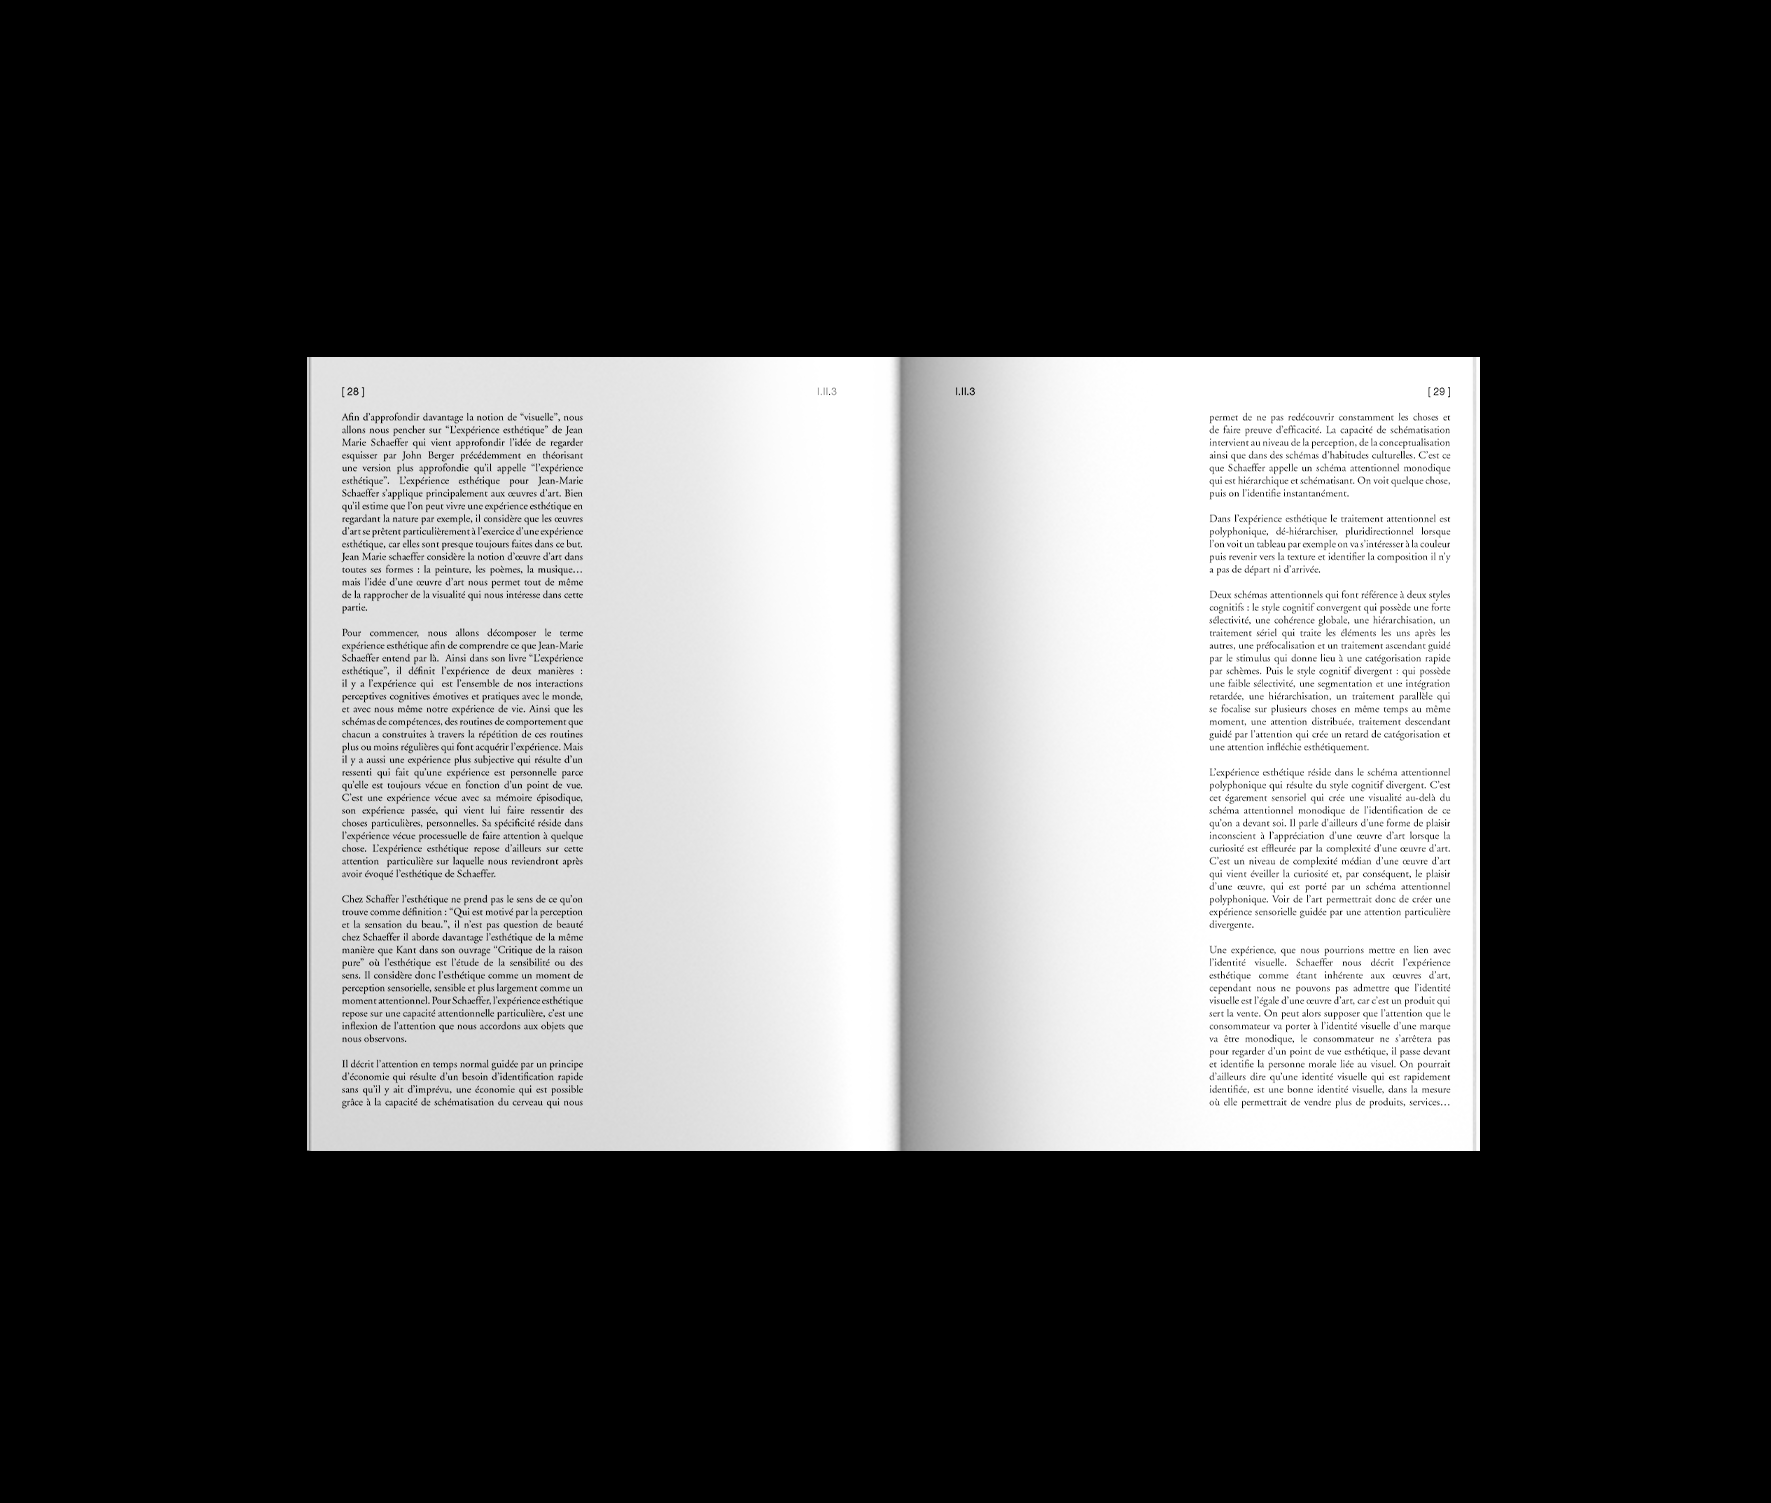 [ 28 ]
I.II.3
Afin d’approfondir davantage la notion de “visuelle”, nous
allons nous pencher sur “L’expérience esthétique” de Jean
Marie Schaeffer qui vient approfondir l’idée de regarder
esquisser par John Berger précédemment en théorisant
une version plus approfondie qu’il appelle “l’expérience
esthétique”. L’expérience esthétique pour Jean-Marie
Schaeffer s’applique principalement aux œuvres d’art. Bien
qu’il estime que l’on peut vivre une expérience esthétique en
regardant la nature par exemple, il considère que les œuvres
d’art se prêtent particulièrement à l’exercice d’une expérience
esthétique, car elles sont presque toujours faites dans ce but.
Jean Marie schaeffer considère la notion d’œuvre d’art dans
toutes ses formes : la peinture, les poèmes, la musique…
mais l’idée d’une œuvre d’art nous permet tout de même
de la rapprocher de la visualité qui nous intéresse dans cette
partie.
Pour commencer, nous allons décomposer le terme
expérience esthétique afin de comprendre ce que Jean-Marie
Schaeffer entend par là. Ainsi dans son livre “L’expérience
esthétique”, il définit l’expérience de deux manières :
il y a l’expérience qui est l’ensemble de nos interactions
perceptives cognitives émotives et pratiques avec le monde,
et avec nous même notre expérience de vie. Ainsi que les
schémas de compétences, des routines de comportement que
chacun a construites à travers la répétition de ces routines
plus ou moins régulières qui font acquérir l’expérience. Mais
il y a aussi une expérience plus subjective qui résulte d’un
ressenti qui fait qu’une expérience est personnelle parce
qu’elle est toujours vécue en fonction d’un point de vue.
C’est une expérience vécue avec sa mémoire épisodique,
son expérience passée, qui vient lui faire ressentir des
choses particulières, personnelles. Sa spécificité réside dans
l’expérience vécue processuelle de faire attention à quelque
chose. L’expérience esthétique repose d’ailleurs sur cette
attention particulière sur laquelle nous reviendront après
avoir évoqué l’esthétique de Schaeffer.
Chez Schaffer l’esthétique ne prend pas le sens de ce qu’on
trouve comme définition : “Qui est motivé par la perception
et la sensation du beau.”, il n’est pas question de beauté
chez Schaeffer il aborde davantage l’esthétique de la même
manière que Kant dans son ouvrage “Critique de la raison
pure” où l’esthétique est l’étude de la sensibilité ou des
sens. Il considère donc l’esthétique comme un moment de
perception sensorielle, sensible et plus largement comme un
moment attentionnel. Pour Schaeffer, l’expérience esthétique
repose sur une capacité attentionnelle particulière, c’est une
inflexion de l’attention que nous accordons aux objets que
nous observons.
Il décrit l’attention en temps normal guidée par un principe
d’économie qui résulte d’un besoin d’identification rapide
sans qu’il y ait d’imprévu, une économie qui est possible
grâce à la capacité de schématisation du cerveau qui nous
I.II.3
[ 29 ]
permet de ne pas redécouvrir constamment les choses et
de faire preuve d’efficacité. La capacité de schématisation
intervient au niveau de la perception, de la conceptualisation
ainsi que dans des schémas d’habitudes culturelles. C’est ce
que Schaeffer appelle un schéma attentionnel monodique
qui est hiérarchique et schématisant. On voit quelque chose,
puis on l’identifie instantanément.
Dans l’expérience esthétique le traitement attentionnel est
polyphonique, dé-hiérarchiser, pluridirectionnel lorsque
l’on voit un tableau par exemple on va s’intéresser à la couleur
puis revenir vers la texture et identifier la composition il n’y
a pas de départ ni d’arrivée.
Deux schémas attentionnels qui font référence à deux styles
cognitifs : le style cognitif convergent qui possède une forte
sélectivité, une cohérence globale, une hiérarchisation, un
traitement sériel qui traite les éléments les uns après les
autres, une préfocalisation et un traitement ascendant guidé
par le stimulus qui donne lieu à une catégorisation rapide
par schèmes. Puis le style cognitif divergent : qui possède
une faible sélectivité, une segmentation et une intégration
retardée, une hiérarchisation, un traitement parallèle qui
se focalise sur plusieurs choses en même temps au même
moment, une attention distribuée, traitement descendant
guidé par l’attention qui crée un retard de catégorisation et
une attention infléchie esthétiquement.
L’expérience esthétique réside dans le schéma attentionnel
polyphonique qui résulte du style cognitif divergent. C’est
cet égarement sensoriel qui crée une visualité au-delà du
schéma attentionnel monodique de l’identification de ce
qu’on a devant soi. Il parle d’ailleurs d’une forme de plaisir
inconscient à l’appréciation d’une œuvre d’art lorsque la
curiosité est effleurée par la complexité d’une œuvre d’art.
C’est un niveau de complexité médian d’une œuvre d’art
qui vient éveiller la curiosité et, par conséquent, le plaisir
d’une œuvre, qui est porté par un schéma attentionnel
polyphonique. Voir de l’art permettrait donc de créer une
expérience sensorielle guidée par une attention particulière
divergente.
Une expérience, que nous pourrions mettre en lien avec
l’identité visuelle. Schaeffer nous décrit l’expérience
esthétique comme étant inhérente aux œuvres d’art,
cependant nous ne pouvons pas admettre que l’identité
visuelle est l’égale d’une œuvre d’art, car c’est un produit qui
sert la vente. On peut alors supposer que l’attention que le
consommateur va porter à l’identité visuelle d’une marque
va être monodique, le consommateur ne s’arrêtera pas
pour regarder d’un point de vue esthétique, il passe devant
et identifie la personne morale liée au visuel. On pourrait
d’ailleurs dire qu’une identité visuelle qui est rapidement
identifiée, est une bonne identité visuelle, dans la mesure
où elle permettrait de vendre plus de produits, services…